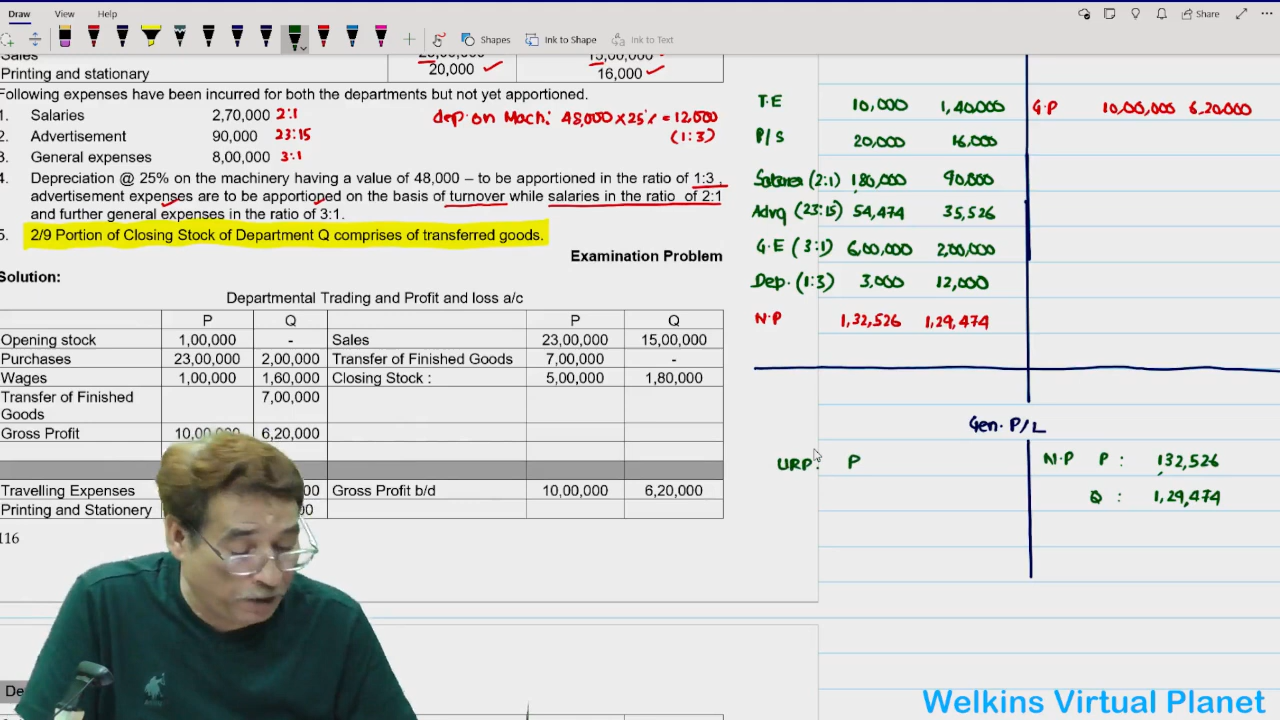 Draw View Help
Share
Shapes Ink to Shape Ink to Text
Sales
Printing and stationary 20,000 16,000
Following expenses have been incurred for both the departments but not yet apportioned.
1. Salaries 2,70,000 2:1
2. Advertisement 90,000 23:15
3. General expenses 8,00,000 3:1
dep. on Mach: 48,000 x 25% = 12,000
(1:3)
4. Depreciation @ 25% on the machinery having a value of 48,000 – to be apportioned in the ratio of 1:3 ,
advertisement expenses are to be apportioned on the basis of turnover while salaries in the ratio of 2:1
and further general expenses in the ratio of 3:1.
5. 2/9 Portion of Closing Stock of Department Q comprises of transferred goods.
Examination Problem
Solution:
Departmental Trading and Profit and loss a/c
P Q P Q
Opening stock 1,00,000 - Sales 23,00,000 15,00,000
Purchases 23,00,000 2,00,000 Transfer of Finished Goods 7,00,000 -
Wages 1,00,000 1,60,000 Closing Stock : 5,00,000 1,80,000
Transfer of Finished 7,00,000
Goods
Gross Profit 10,00,000 6,20,000
Travelling Expenses Gross Profit b/d 10,00,000 6,20,000
Printing and Stationery
116
De
T.E 10,000 1,40,000 G.P 10,00,000 6,20,000
P/S 20,000 16,000
Salaries (2:1) 1,80,000 90,000
Advq (23:15) 54,474 35,526
G.E (3:1) 6,00,000 2,00,000
Dep. (1:3) 3,000 12,000
N.P 1,32,526 1,29,474
Gen. P/L
URP: P N.P P : 132,526
Q : 1,29,474
Welkins Virtual Planet